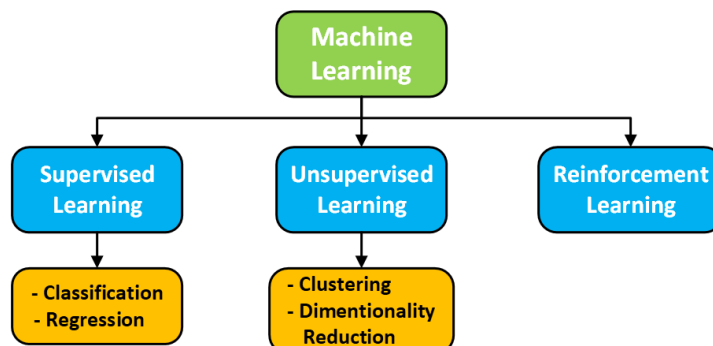 Machine
Learning
Supervised
Learning
Unsupervised
Learning
Reinforcement
Learning
- Classification
- Regression
- Clustering
- Dimentionality
Reduction